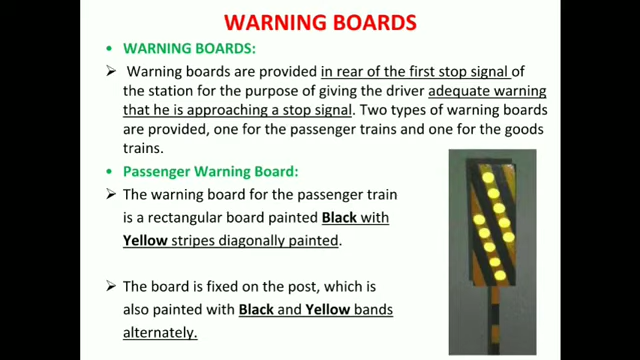 WARNING BOARDS
• WARNING BOARDS:
➢ Warning boards are provided in rear of the first stop signal of
the station for the purpose of giving the driver adequate warning
that he is approaching a stop signal. Two types of warning boards
are provided, one for the passenger trains and one for the goods
trains.
• Passenger Warning Board:
➢ The warning board for the passenger train
is a rectangular board painted Black with
Yellow stripes diagonally painted.
➢ The board is fixed on the post, which is
also painted with Black and Yellow bands
alternately.